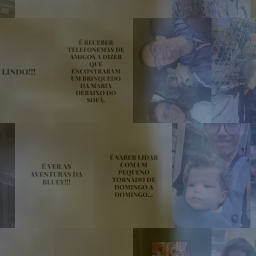 LINDO!!!
É RECEBER
TELEFONEMAS DE
AMIGOS A DIZER
QUE
ENCONTRARAM
UM BRINQUEDO
DA MARIA
DEBAIXO DO
SOFÁ.
É VER AS
AVENTURAS DA
BLUEY!!!
E SABER LIDAR
COM UM
PEQUENO
TORNADO DE
DOMINGO A
DOMINGO...